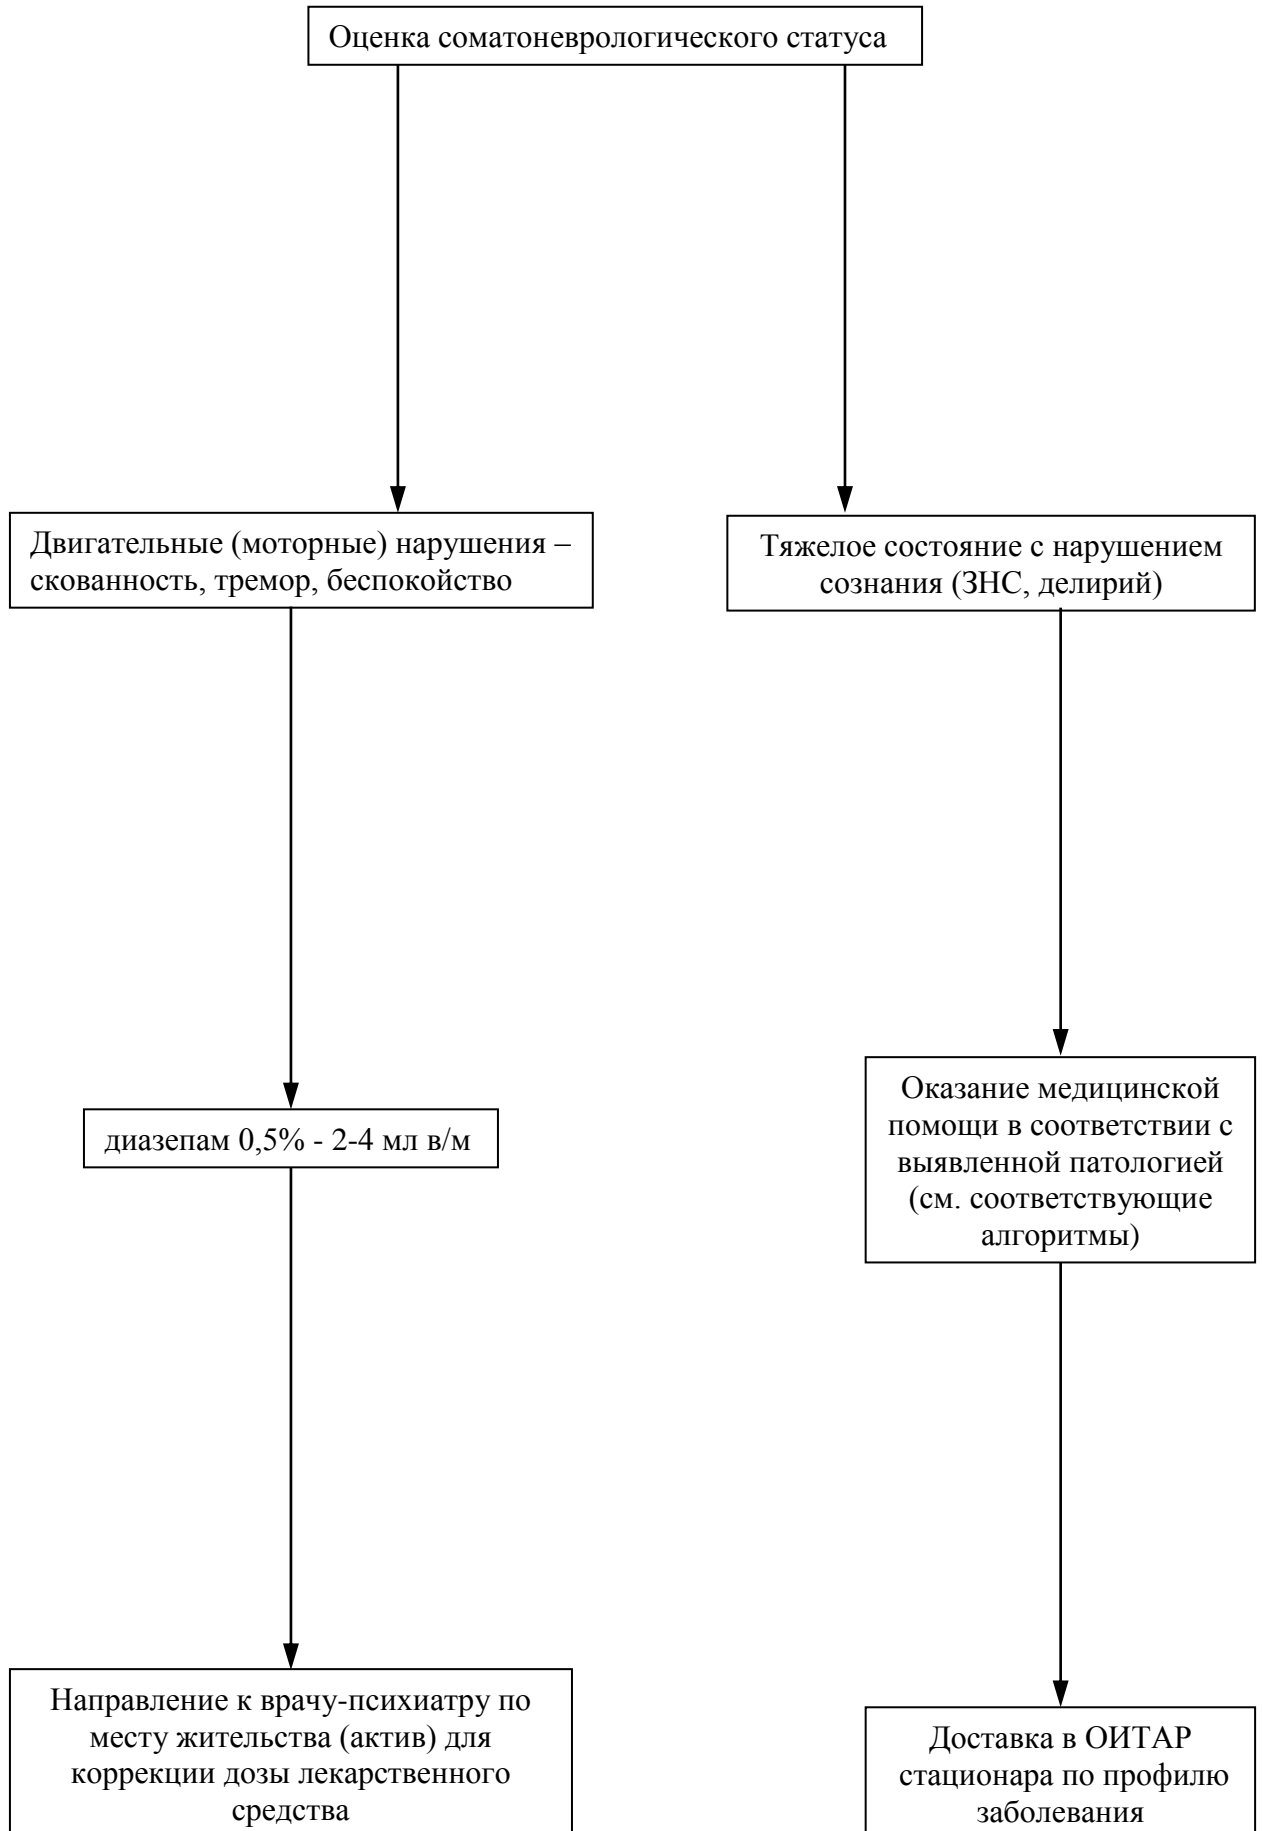 Оценка соматоневрологического статуса
Двигательные (моторные) нарушения –
скованность, тремор, беспокойство
Тяжелое состояние с нарушением
сознания (ЗНС, делирий)
диазепам 0,5% - 2-4 мл в/м
Оказание медицинской
помощи в соответствии с
выявленной патологией
(см. соответствующие
алгоритмы)
Направление к врачу-психиатру по
месту жительства (актив) для
коррекции дозы лекарственного
средства
Доставка в ОИТАР
стационара по профилю
заболевания